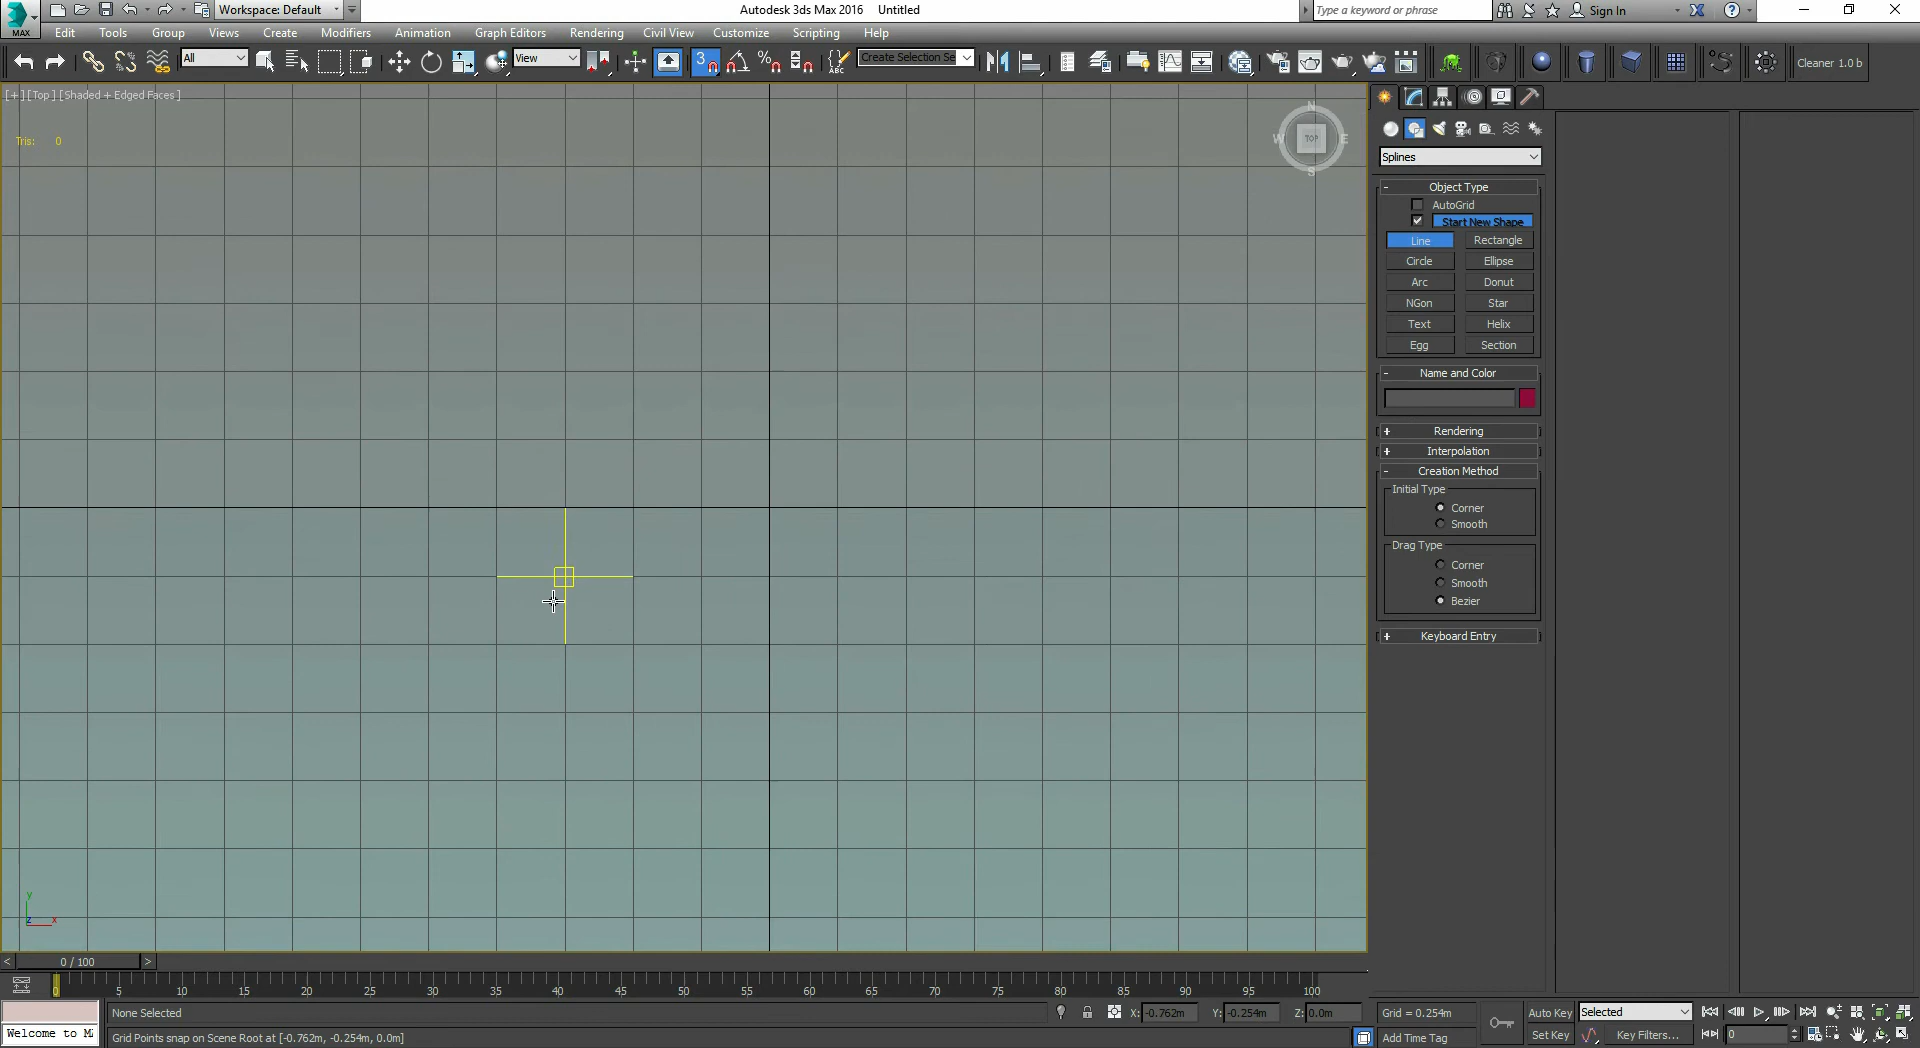 Workspace: Default
Autodesk 3ds Max 2016 Untitled
Type a keyword or phrase
Sign In
MAX
Edit Tools Group Views Create Modifiers Animation Graph Editors Rendering Civil View Customize Scripting Help
All
View
3
%
ABC
Create Selection Se
Cleaner 1.0 b
[+] [Top] [Shaded + Edged Faces ]
Tris: 0
N
W TOP E
S
Splines
- Object Type
AutoGrid
Start New Shape
Line Rectangle
Circle Ellipse
Arc Donut
NGon Star
Text Helix
Egg Section
- Name and Color
+ Rendering
+ Interpolation
- Creation Method
Initial Type
Corner
Smooth
Drag Type
Corner
Smooth
Bezier
+ Keyboard Entry
y
z x
< 0 / 100 >
0 5 10 15 20 25 30 35 40 45 50 55 60 65 70 75 80 85 90 95 100
None Selected
X: -0.762m Y: -0.254m Z: 0.0m
Grid = 0.254m
Auto Key
Selected
Welcome to Ma
Grid Points snap on Scene Root at [-0.762m, -0.254m, 0.0m]
Add Time Tag
Set Key
Key Filters...
0